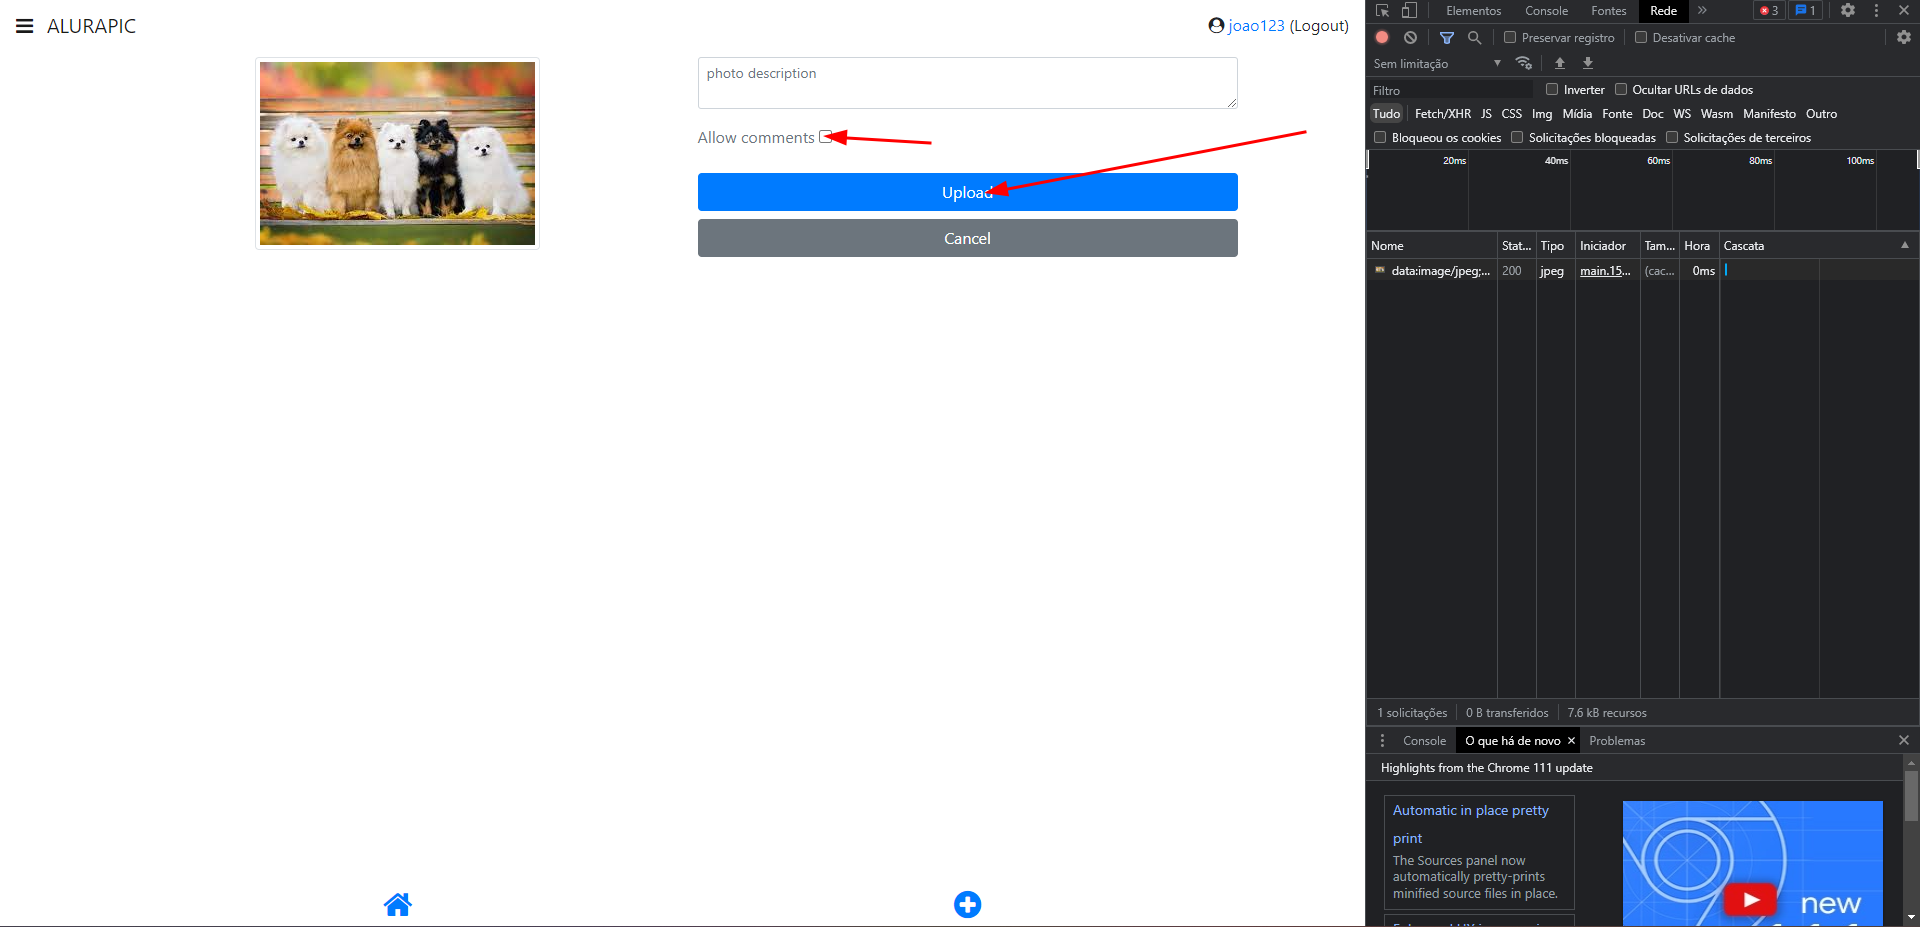 ALURAPIC
joao123 (Logout)
photo description
Allow comments
Upload
Cancel
Elementos Console Fontes Rede 3 1
Preservar registro Desativar cache
Sem limitação
Filtro Inverter Ocultar URLs de dados
Tudo Fetch/XHR JS CSS Img Mídia Fonte Doc WS Wasm Manifesto Outro
Bloqueou os cookies Solicitações bloqueadas Solicitações de terceiros
20ms 40ms 60ms 80ms 100ms
Nome Stat... Tipo Iniciador Tam... Hora Cascata
data:image/jpeg;... 200 jpeg main.15... (cac... 0ms
1 solicitações 0 B transferidos 7.6 kB recursos
Console O que há de novo Problemas
Highlights from the Chrome 111 update
Automatic in place pretty
print
The Sources panel now
automatically pretty-prints
minified source files in place.
new